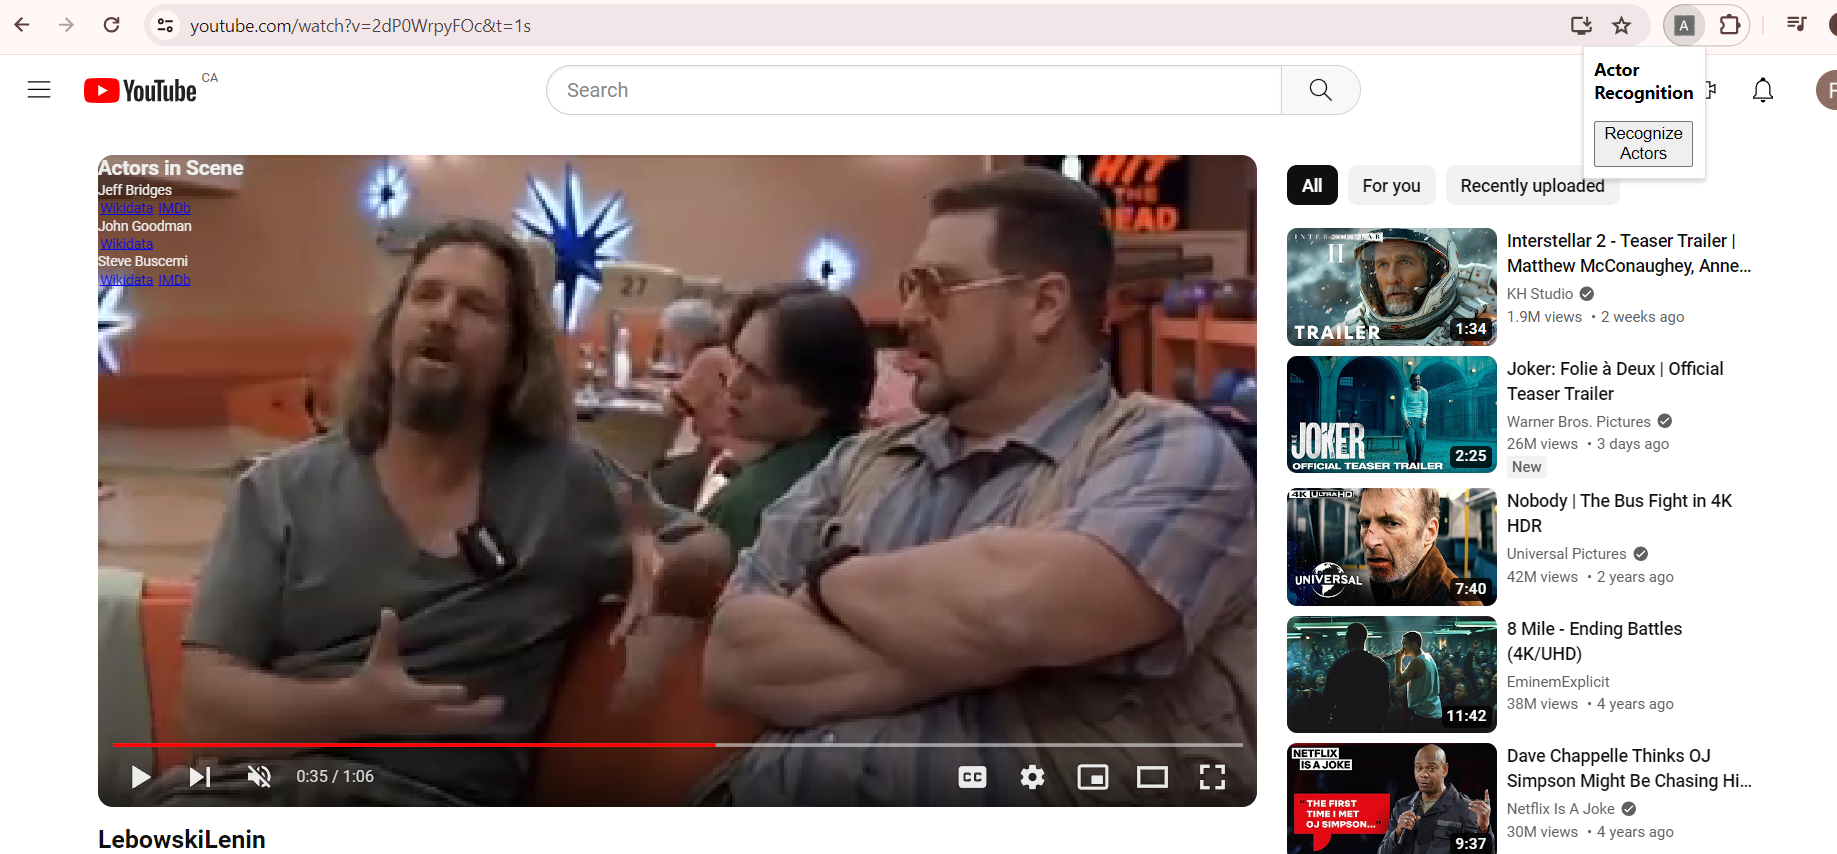 youtube.com/watch?v=2dP0WrpyFOc&t=1s
A
YouTube CA
Search
Actor
Recognition
Recognize
Actors
Actors in Scene
Jeff Bridges
Wikidata IMDb
John Goodman
Wikidata
Steve Buscemi
Wikidata IMDb
27
HIT
THE
EAD
0:35 / 1:06
CC
LebowskiLenin
All
For you
Recently uploaded
II
TRAILER
1:34
Interstellar 2 - Teaser Trailer |
Matthew McConaughey, Anne...
KH Studio
1.9M views • 2 weeks ago
JOKER
OFFICIAL TEASER TRAILER
2:25
Joker: Folie à Deux | Official
Teaser Trailer
Warner Bros. Pictures
26M views • 3 days ago
New
4K ULTRA HD
UNIVERSAL
7:40
Nobody | The Bus Fight in 4K
HDR
Universal Pictures
42M views • 2 years ago
11:42
8 Mile - Ending Battles
(4K/UHD)
EminemExplicit
38M views • 4 years ago
NETFLIX
IS A JOKE
"THE FIRST
TIME I MET
OJ SIMPSON..."
9:37
Dave Chappelle Thinks OJ
Simpson Might Be Chasing Hi...
Netflix Is A Joke
30M views • 4 years ago